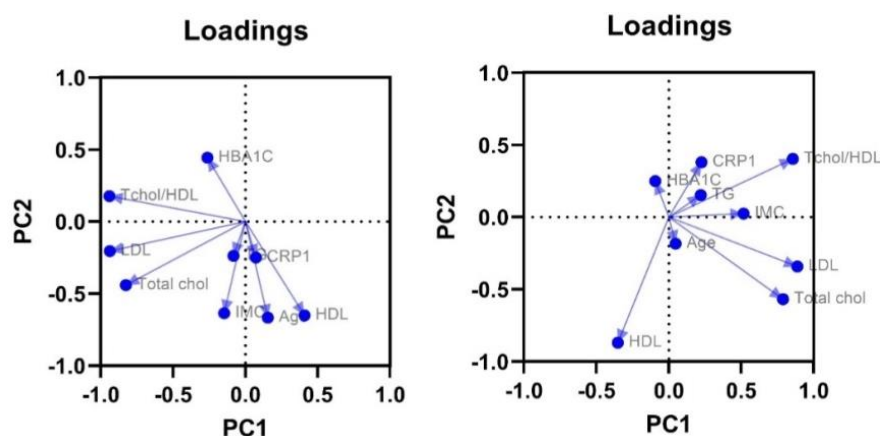 Loadings
1.0
0.5
0.0
-0.5
-1.0
PC2
HBA1C
Tchol/HDL
LDL
Total chol
CRP1
IMC
Ag
HDL
-1.0 -0.5 0.0 0.5 1.0
PC1
Loadings
1.0
0.5
0.0
-0.5
-1.0
PC2
CRP1
Tchol/HDL
HBA1C
TG
IMC
Age
LDL
Total chol
HDL
-1.0 -0.5 0.0 0.5 1.0
PC1